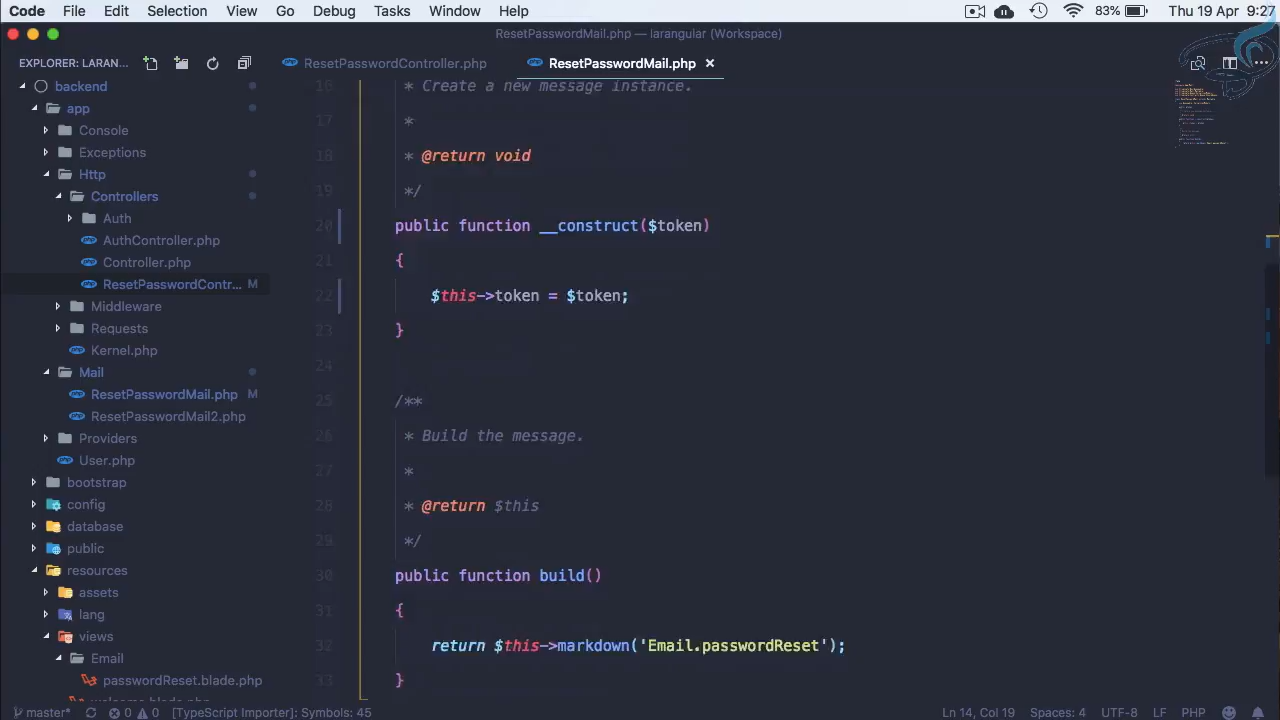 Code File Edit Selection View Go Debug Tasks Window Help 83% Thu 19 Apr 9:27
ResetPasswordMail.php — larangular (Workspace)
EXPLORER: LARAN...
ResetPasswordController.php ResetPasswordMail.php
backend
app
Console
Exceptions
Http
Controllers
Auth
AuthController.php
Controller.php
ResetPasswordContr... M
Middleware
Requests
Kernel.php
Mail
ResetPasswordMail.php M
ResetPasswordMail2.php
Providers
User.php
bootstrap
config
database
public
resources
assets
lang
views
Email
passwordReset.blade.php
welcome.blade.php
16 * Create a new message instance.
17 *
18 * @return void
19 */
20 public function __construct($token)
21 {
22 $this->token = $token;
23 }
24
25 /**
26 * Build the message.
27 *
28 * @return $this
29 */
30 public function build()
31 {
32 return $this->markdown('Email.passwordReset');
33 }
master* 0 0 [TypeScript Importer]: Symbols: 45 Ln 14, Col 19 Spaces: 4 UTF-8 LF PHP